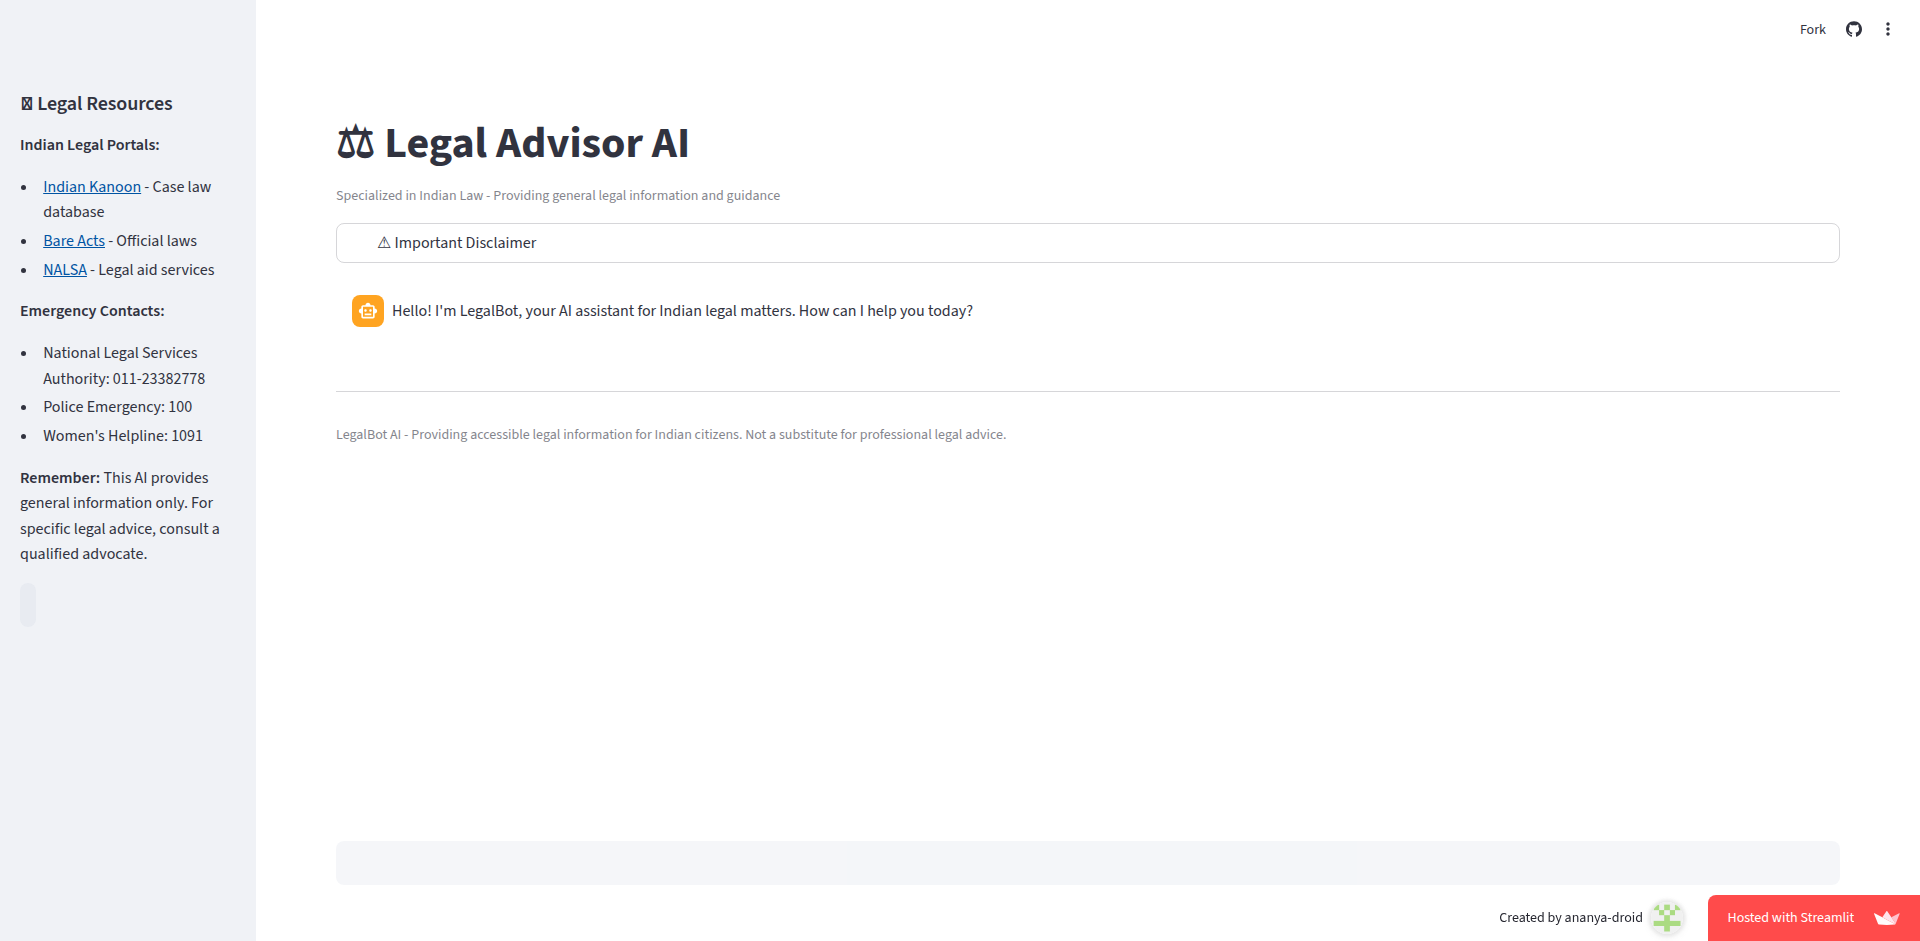 Fork
Legal Resources
Indian Legal Portals:
Indian Kanoon - Case law
database
Bare Acts - Official laws
NALSA - Legal aid services
Emergency Contacts:
National Legal Services
Authority: 011-23382778
Police Emergency: 100
Women's Helpline: 1091
Remember: This AI provides
general information only. For
specific legal advice, consult a
qualified advocate.
⚖ Legal Advisor AI
Specialized in Indian Law - Providing general legal information and guidance
⚠ Important Disclaimer
Hello! I'm LegalBot, your AI assistant for Indian legal matters. How can I help you today?
LegalBot AI - Providing accessible legal information for Indian citizens. Not a substitute for professional legal advice.
Created by ananya-droid
Hosted with Streamlit